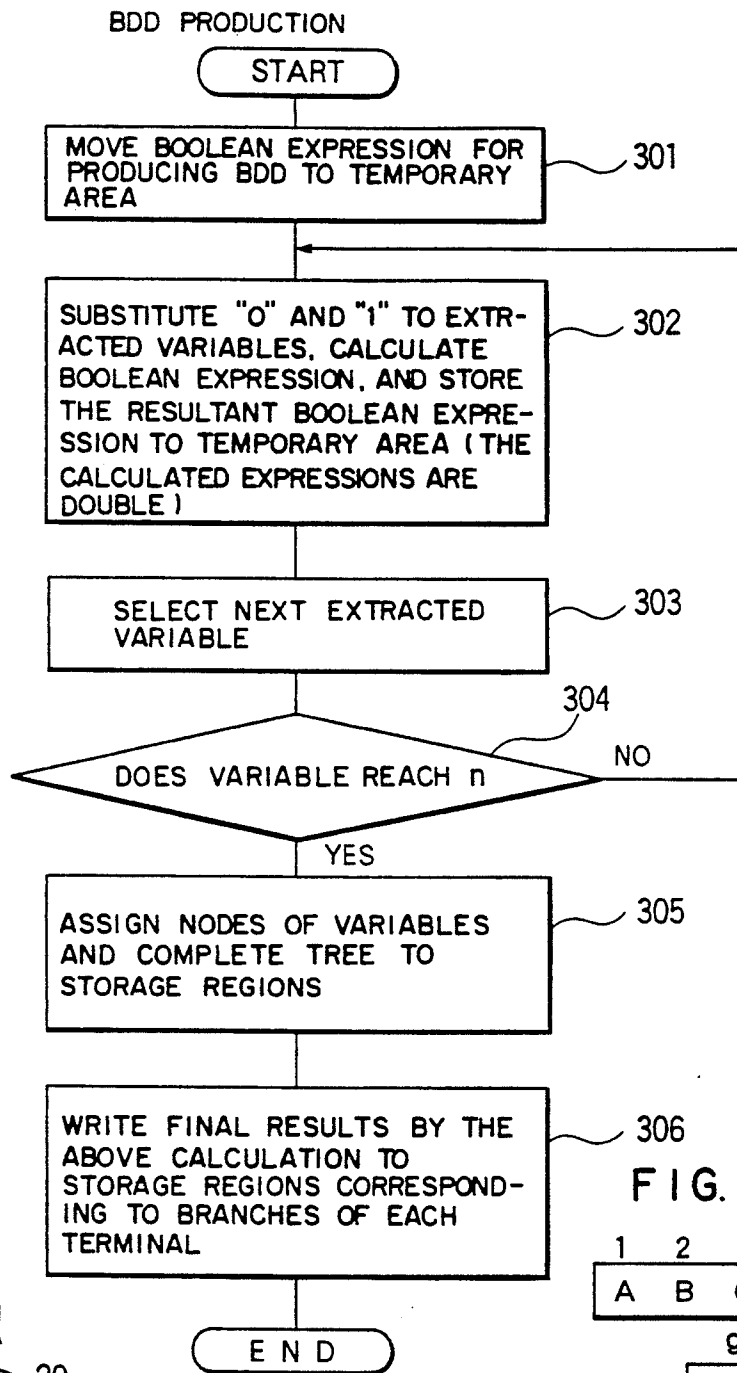 BDD PRODUCTION
START
MOVE BOOLEAN EXPRESSION FOR
PRODUCING BDD TO TEMPORARY
AREA
301
SUBSTITUTE "0" AND "1" TO EXTR-
ACTED VARIABLES, CALCULATE
BOOLEAN EXPRESSION, AND STORE
THE RESULTANT BOOLEAN EXPRE-
SSION TO TEMPORARY AREA (THE
CALCULATED EXPRESSIONS ARE
DOUBLE)
302
SELECT NEXT EXTRACTED
VARIABLE
303
304
DOES VARIABLE REACH n
NO
YES
ASSIGN NODES OF VARIABLES
AND COMPLETE TREE TO
STORAGE REGIONS
305
WRITE FINAL RESULTS BY THE
ABOVE CALCULATION TO
STORAGE REGIONS CORRESPOND-
ING TO BRANCHES OF EACH
TERMINAL
306
FIG.
1 2
A B
END